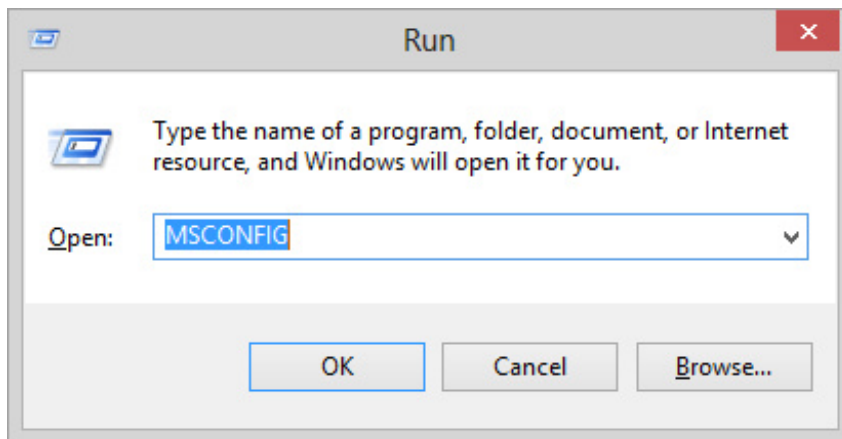 Run
Type the name of a program, folder, document, or Internet
resource, and Windows will open it for you.
Open: MSCONFIG
OK Cancel Browse...